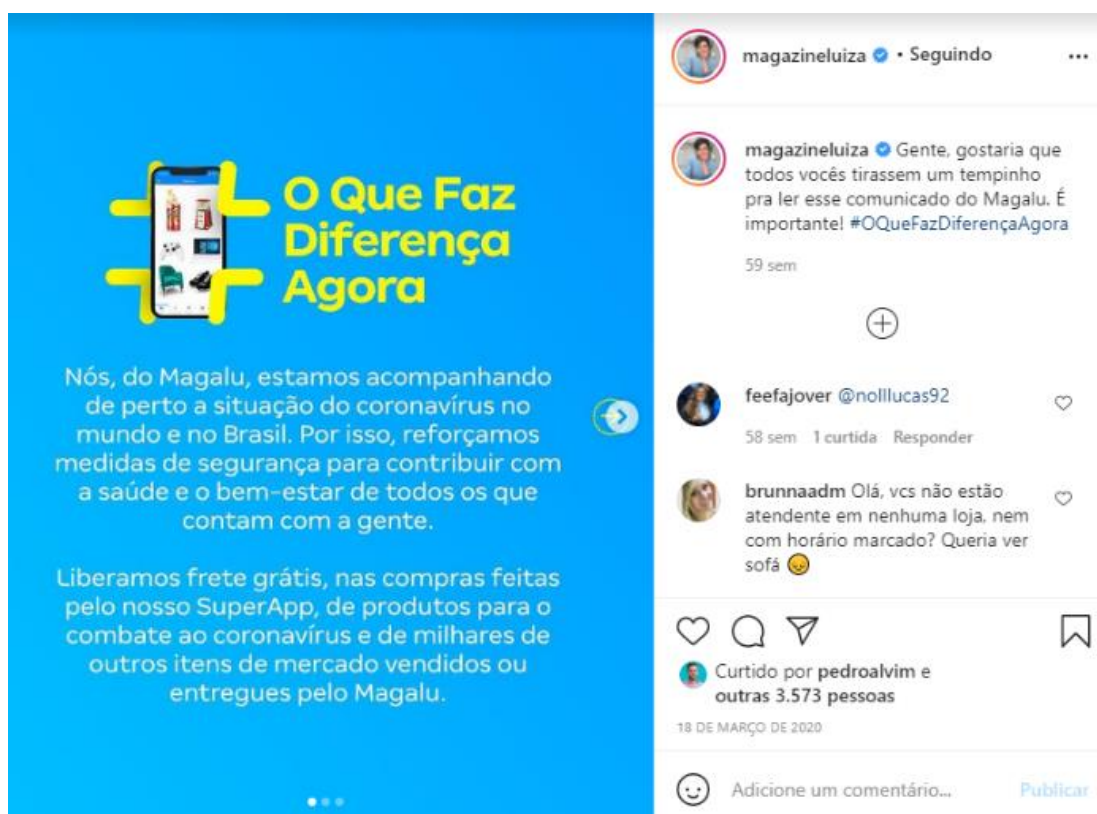 O Que Faz
Diferença
Agora
Nós, do Magalu, estamos acompanhando
de perto a situação do coronavírus no
mundo e no Brasil. Por isso, reforçamos
medidas de segurança para contribuir com
a saúde e o bem-estar de todos os que
contam com a gente.
Liberamos frete grátis, nas compras feitas
pelo nosso SuperApp, de produtos para o
combate ao coronavírus e de milhares de
outros itens de mercado vendidos ou
entregues pelo Magalu.
magazineluiza • Seguindo
magazineluiza Gente, gostaria que
todos vocês tirassem um tempinho
pra ler esse comunicado do Magalu. É
importante! #OQueFazDiferençaAgora
59 sem
feefajover @nolllucas92
58 sem 1 curtida Responder
brunnaadm Olá, vcs não estão
atendente em nenhuma loja, nem
com horário marcado? Queria ver
sofá 😞
Curtido por pedroalvim e
outras 3.573 pessoas
18 DE MARÇO DE 2020
Adicione um comentário... Publicar